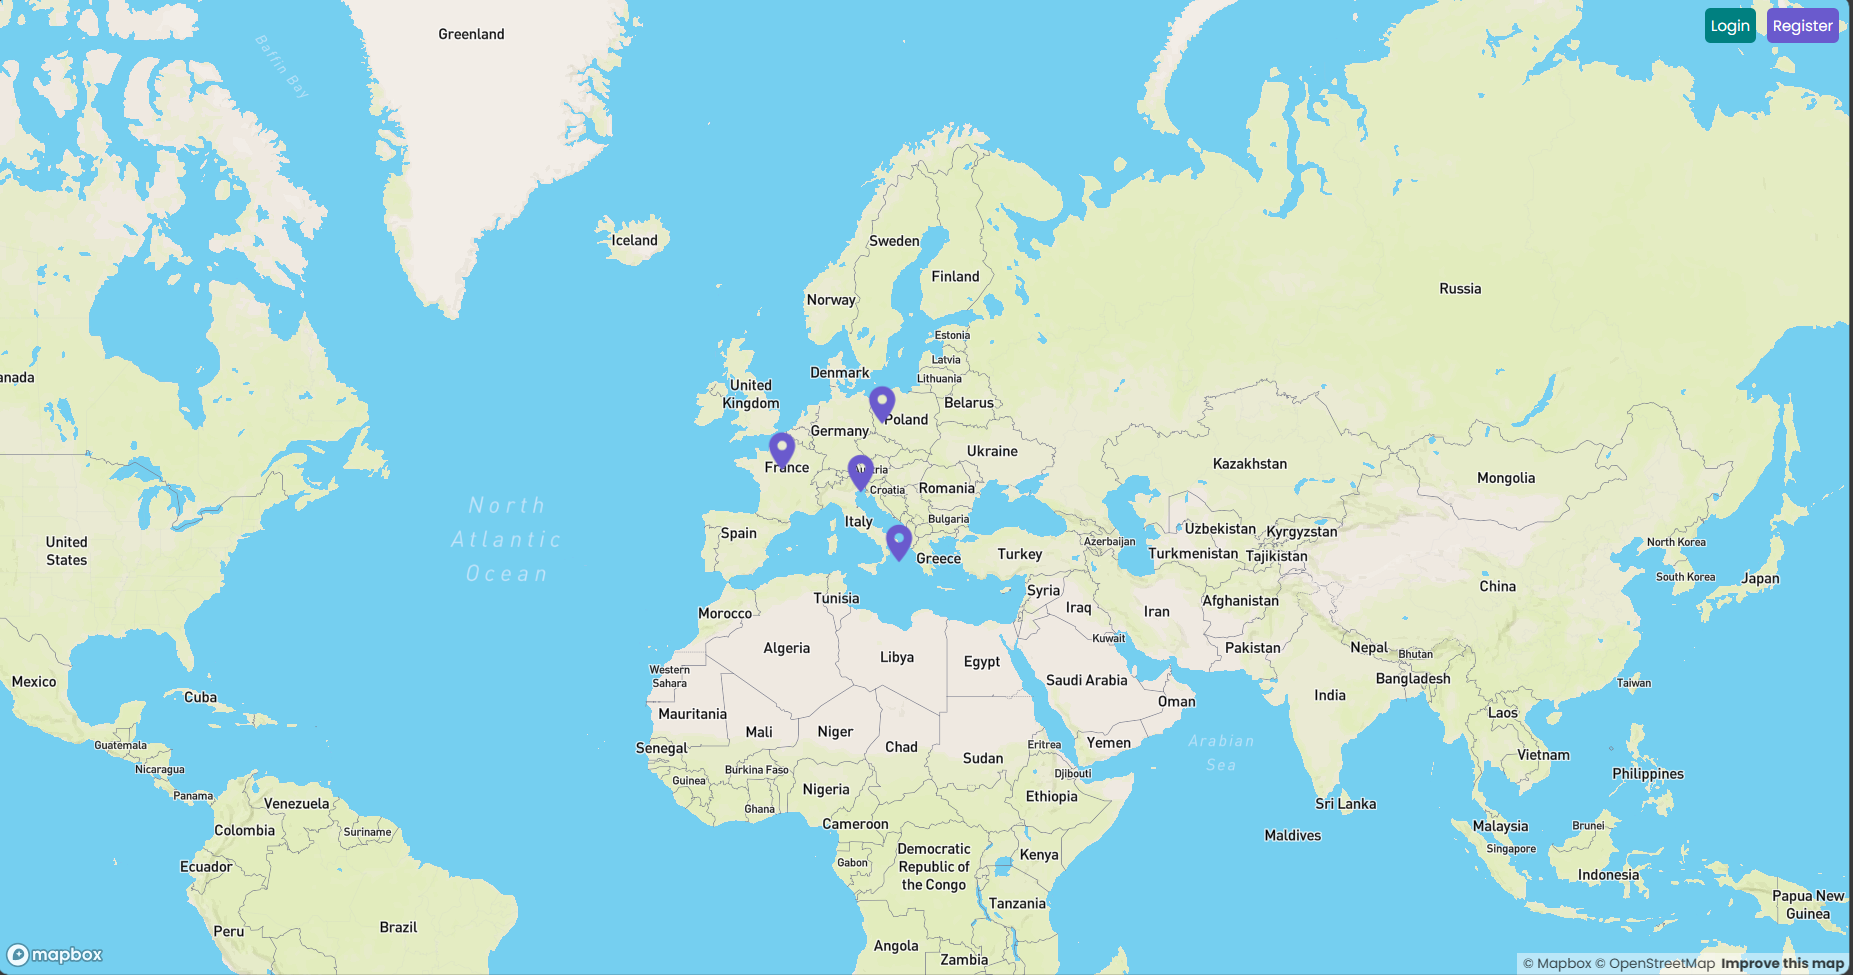 Greenland
Login
Register
Baffin Bay
Iceland
Sweden
Finland
Norway
Russia
Estonia
Latvia
Denmark
Lithuania
anada
United
Kingdom
Belarus
Poland
Germany
Ukraine
France
Kazakhstan
Croatia
Romania
Mongolia
North
Atlantic
Ocean
Italy
Bulgaria
Spain
Uzbekistan
Kyrgyzstan
Azerbaijan
North Korea
United
States
Greece
Turkey
Turkmenistan
Tajikistan
South Korea
Japan
China
Syria
Tunisia
Afghanistan
Morocco
Iraq
Iran
Kuwait
Algeria
Libya
Egypt
Pakistan
Nepal
Bhutan
Western
Sahara
Mexico
Saudi Arabia
Bangladesh
Taiwan
Cuba
India
Oman
Mauritania
Laos
Mali
Niger
Guatemala
Senegal
Chad
Eritrea
Yemen
Arabian
Sea
Sudan
Vietnam
Nicaragua
Burkina Faso
Djibouti
Philippines
Guinea
Nigeria
Ethiopia
Panama
Venezuela
Ghana
Sri Lanka
Colombia
Suriname
Cameroon
Maldives
Malaysia
Brunei
Singapore
Ecuador
Gabon
Democratic
Republic of
the Congo
Kenya
Indonesia
Tanzania
Papua New
Guinea
Peru
Brazil
Angola
Zambia
mapbox
© Mapbox © OpenStreetMap Improve this map